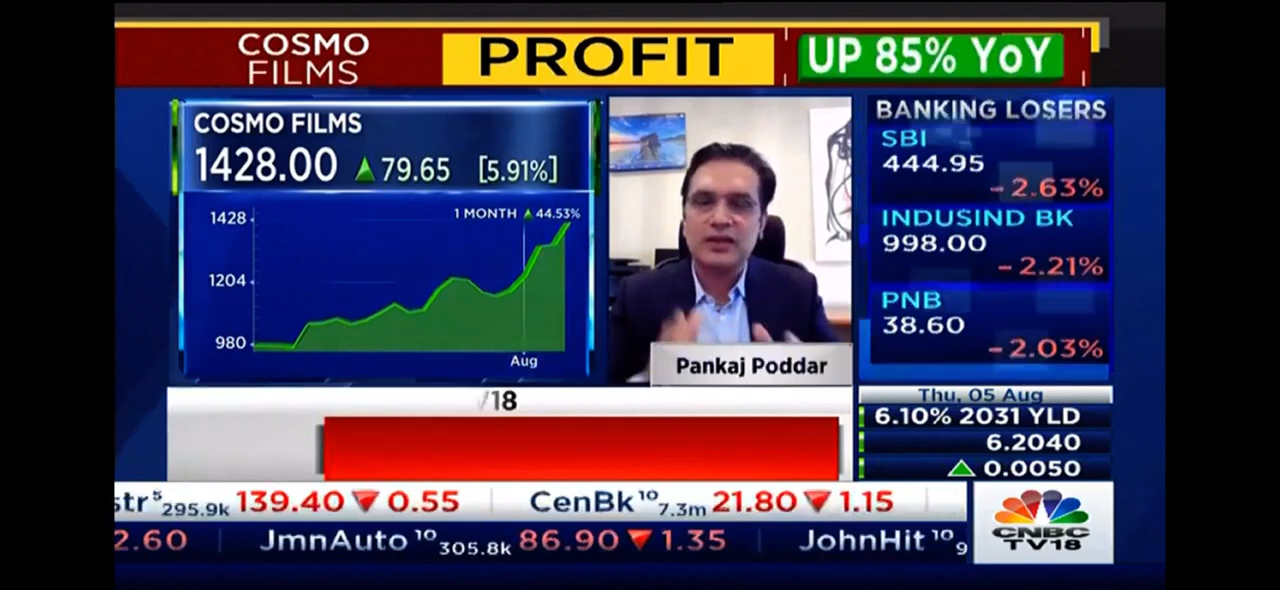 COSMO
FILMS
PROFIT
UP 85% YoY
COSMO FILMS
1428.00 ▲ 79.65 [5.91%]
1 MONTH ▲ 44.53%
1428
1204
980
Aug
Pankaj Poddar
BANKING LOSERS
SBI
444.95
-2.63%
INDUSIND BK
998.00
-2.21%
PNB
38.60
-2.03%
Thu, 05 Aug
6.10% 2031 YLD
6.2040
▲ 0.0050
/18
str 5 295.9k 139.40 ▼ 0.55 CenBk 10 7.3m 21.80 ▼ 1.15
2.60 JmnAuto 10 305.8k 86.90 ▼ 1.35 JohnHit 10 9
CNBC
TV18